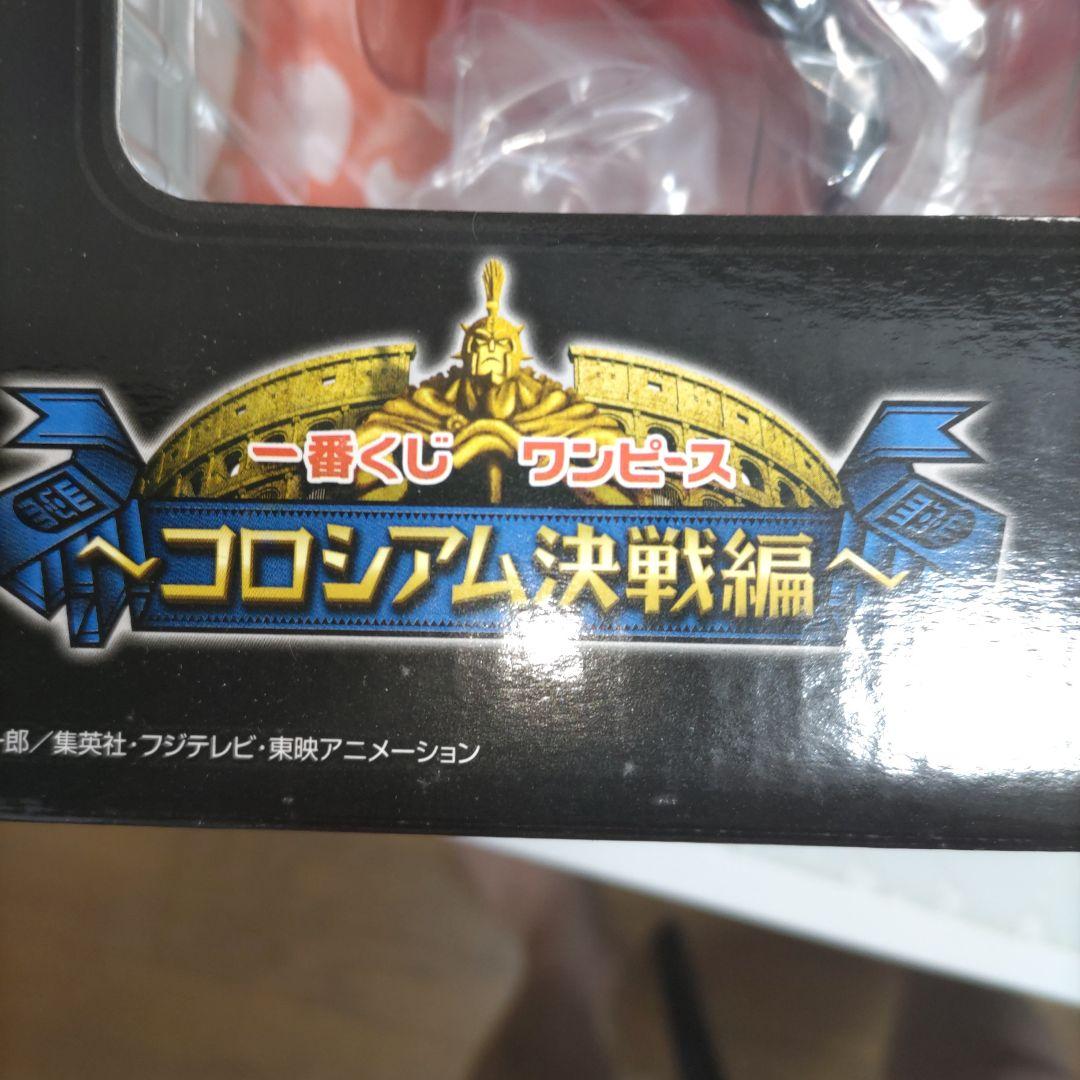 一番くじ ワンピース
～コロシアム決戦編～
郎／集英社・フジテレビ・東映アニメーション